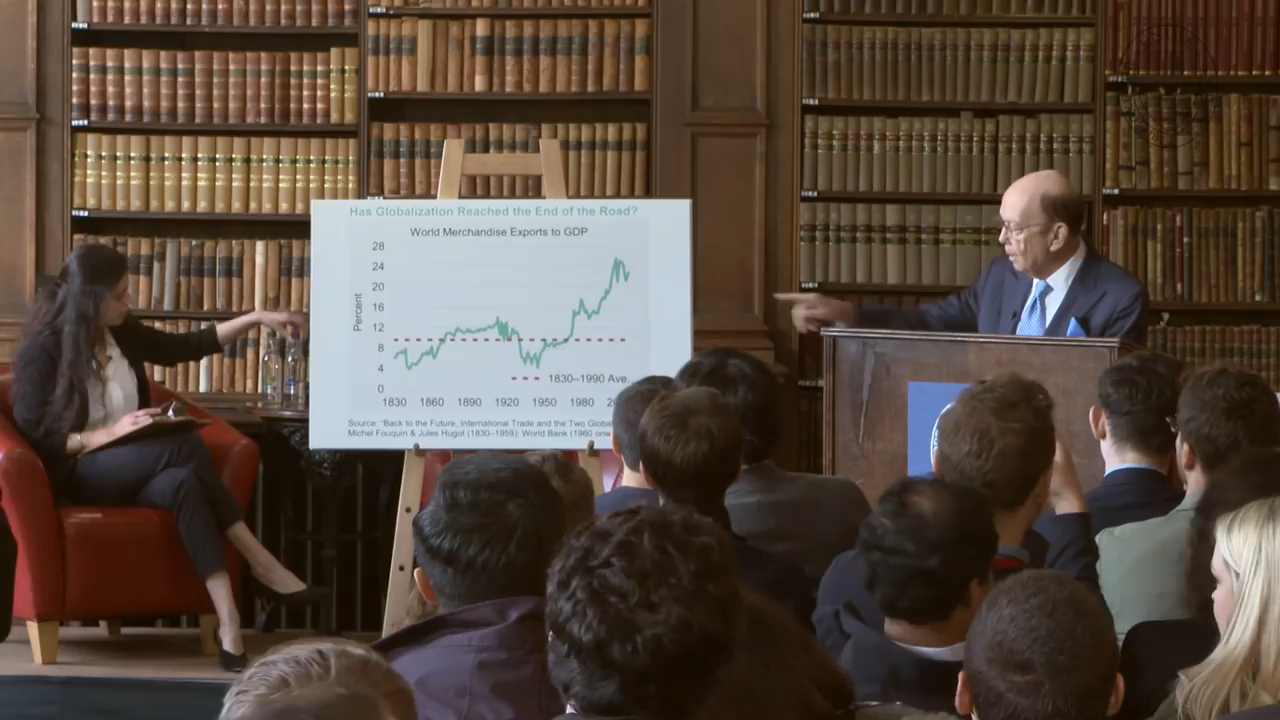 Has Globalization Reached the End of the Road?
World Merchandise Exports to GDP
28
24
20
16
12
8
4
0
Percent
1830–1990 Ave.
1830 1860 1890 1920 1950 1980
Source: "Back to the Future, International Trade and the Two
Michel Fouquin & Jules Hugot (1830–1959); World Bank (1960